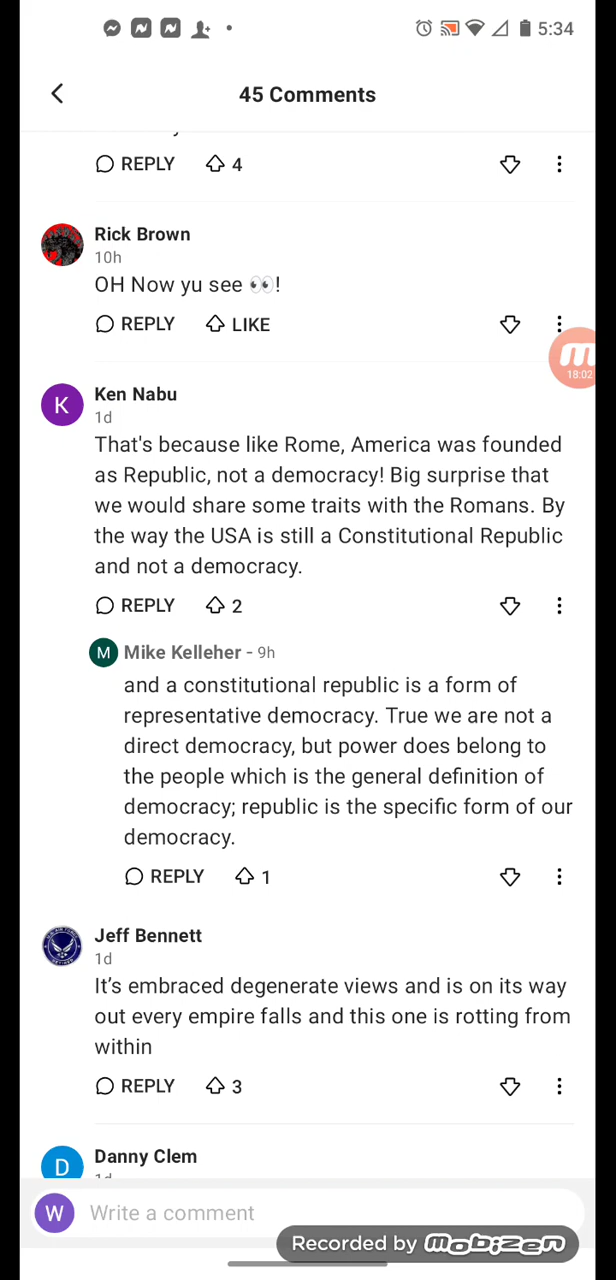 5:34
45 Comments
REPLY 4
Rick Brown
10h
OH Now yu see 👀!
REPLY LIKE
m
18:02
K
Ken Nabu
1d
That's because like Rome, America was founded
as Republic, not a democracy! Big surprise that
we would share some traits with the Romans. By
the way the USA is still a Constitutional Republic
and not a democracy.
REPLY 2
M Mike Kelleher - 9h
and a constitutional republic is a form of
representative democracy. True we are not a
direct democracy, but power does belong to
the people which is the general definition of
democracy; republic is the specific form of our
democracy.
REPLY 1
Jeff Bennett
1d
It’s embraced degenerate views and is on its way
out every empire falls and this one is rotting from
within
REPLY 3
D
Danny Clem
1d
W Write a comment
Recorded by mobizen